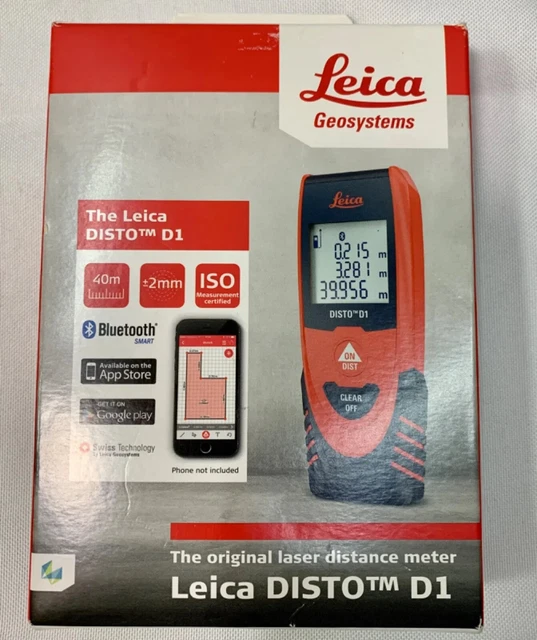 Leica
Geosystems
The Leica
DISTO™ D1
40m
±2mm
ISO
Measurement
certified
Bluetooth®
SMART
Available on the
App Store
GET IT ON
Google play
Swiss Technology
by Leica Geosystems
Phone not included
Leica
0.215 m
3.281 m
39.956 m
DISTO™D1
ON
DIST
CLEAR
OFF
The original laser distance meter
Leica DISTO™ D1